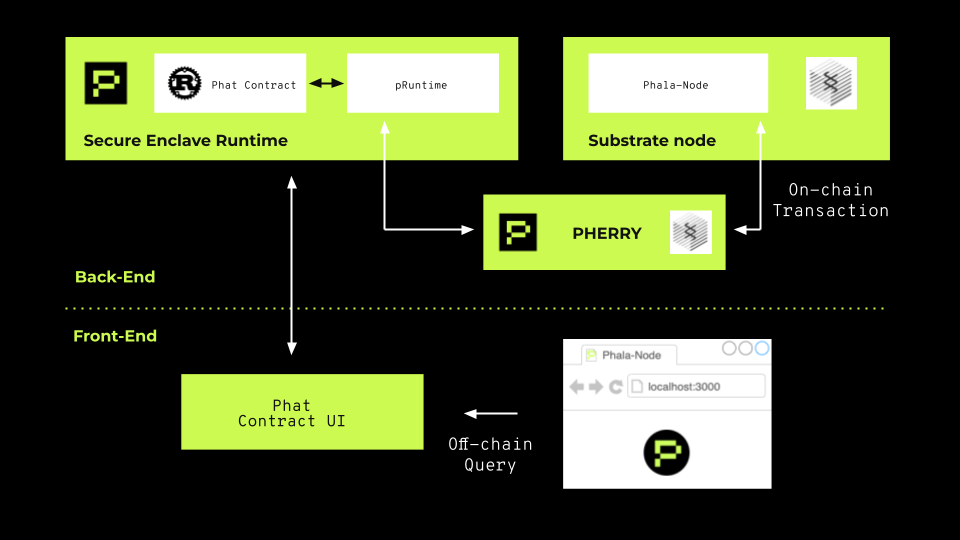 Phat Contract
pRuntime
Secure Enclave Runtime
Phala-Node
Substrate node
On-chain
Transaction
PHERRY
Back-End
Front-End
Phat
Contract UI
Off-chain
Query
Phala-Node
localhost:3000